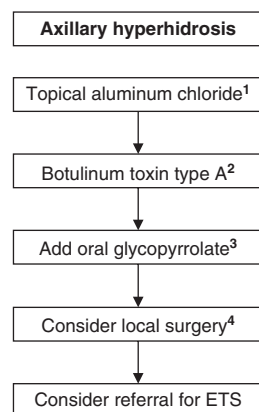 Axillary hyperhidrosis
Topical aluminum chloride¹
Botulinum toxin type A²
Add oral glycopyrrolate³
Consider local surgery⁴
Consider referral for ETS